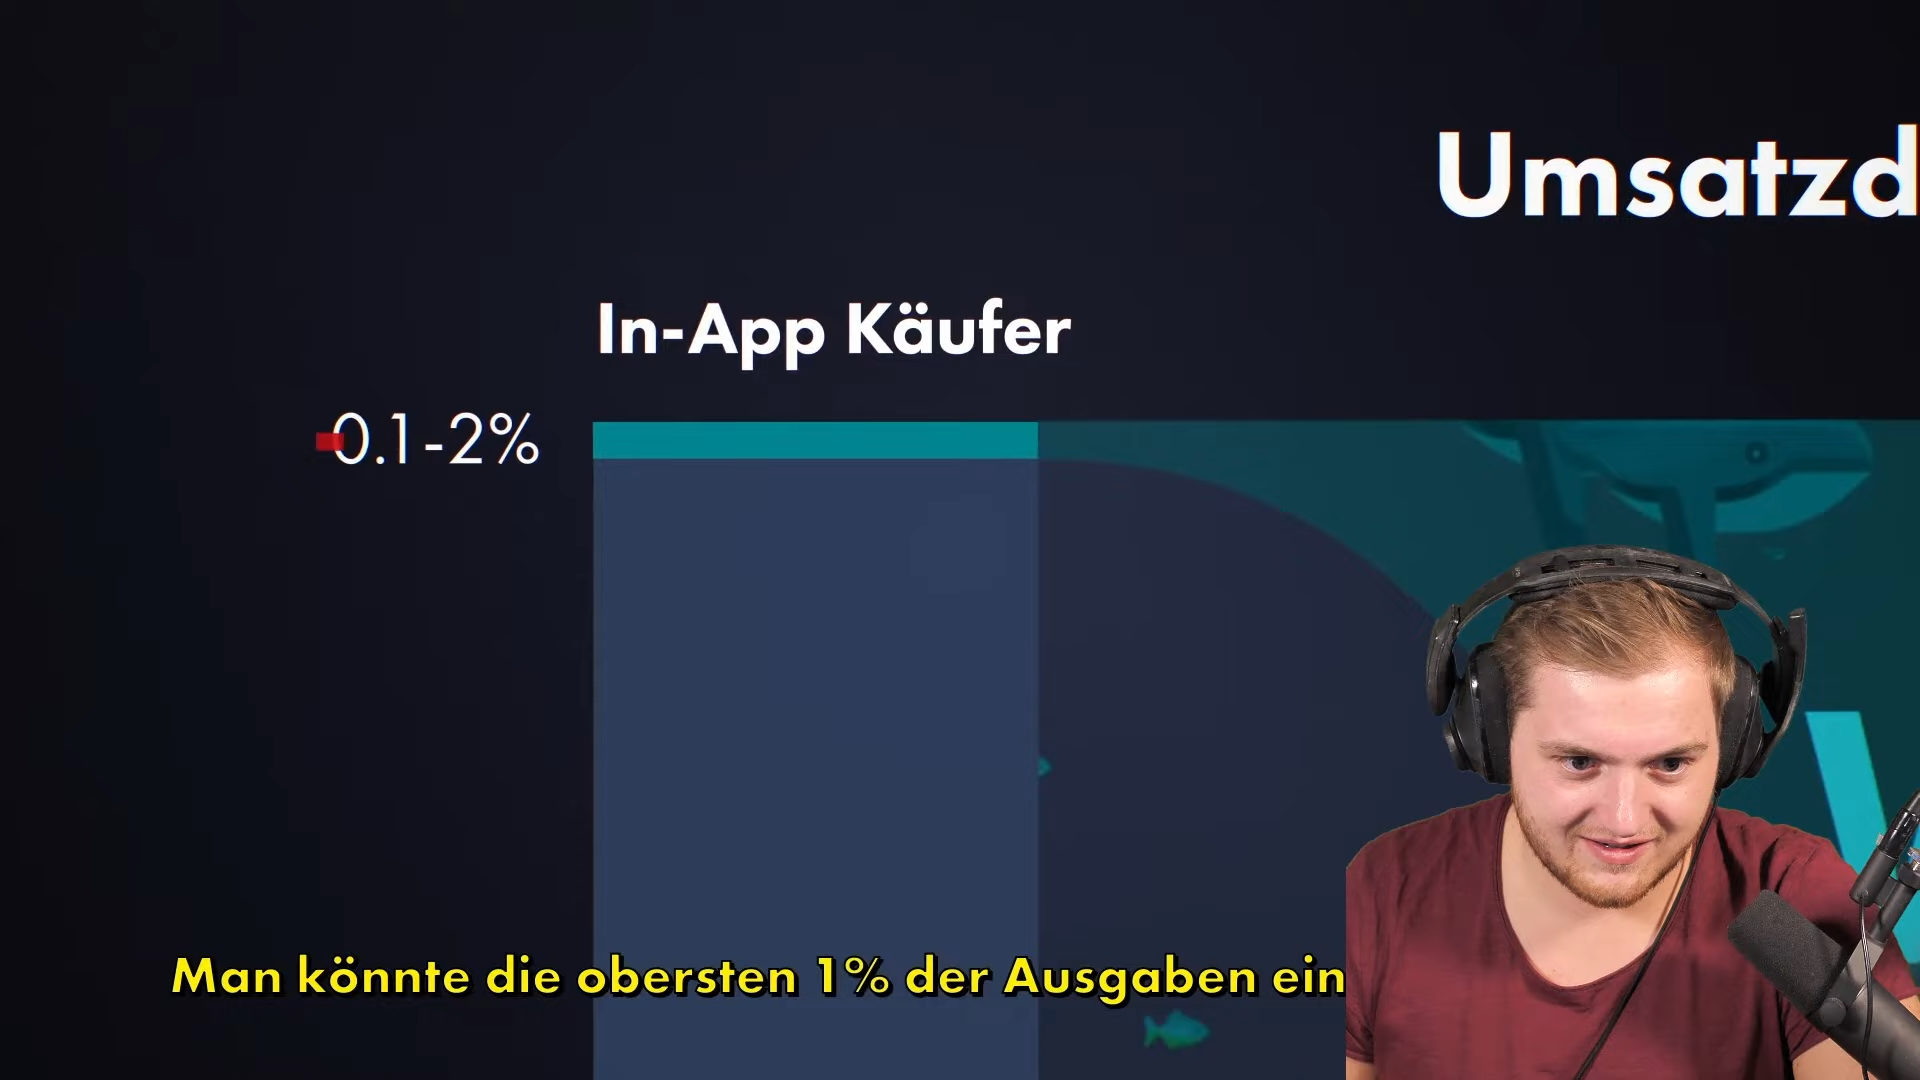 Umsatzd
In-App Käufer
0.1-2%
Man könnte die obersten 1% der Ausgaben ein